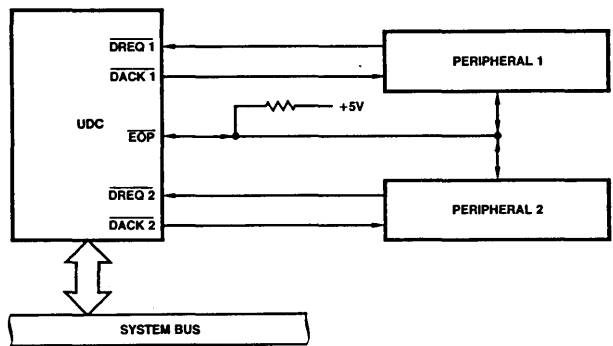 DREQ 1
PERIPHERAL 1
DACK 1
+5V
UDC
EOP
DREQ 2
PERIPHERAL 2
DACK 2
SYSTEM BUS